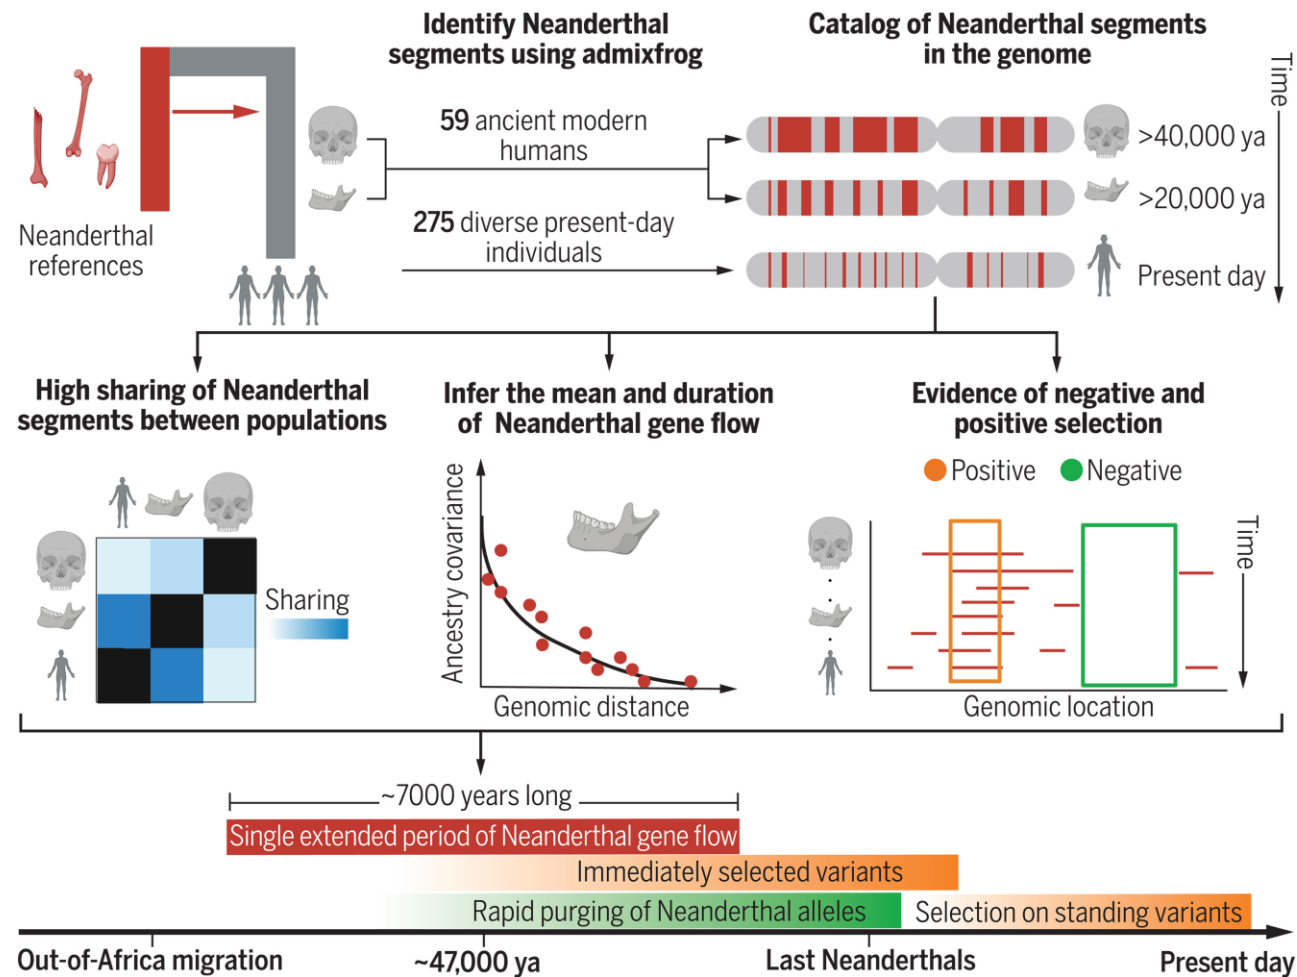 Identify Neanderthal
segments using admixfrog
Catalog of Neanderthal segments
in the genome
Time
59 ancient modern
humans
>40,000 ya
>20,000 ya
275 diverse present-day
individuals
Present day
Neanderthal
references
High sharing of Neanderthal
segments between populations
Infer the mean and duration
of Neanderthal gene flow
Evidence of negative and
positive selection
Sharing
Ancestry covariance
Genomic distance
Positive
Negative
Time
Genomic location
~7000 years long
Single extended period of Neanderthal gene flow
Immediately selected variants
Rapid purging of Neanderthal alleles
Selection on standing variants
Out-of-Africa migration
~47,000 ya
Last Neanderthals
Present day